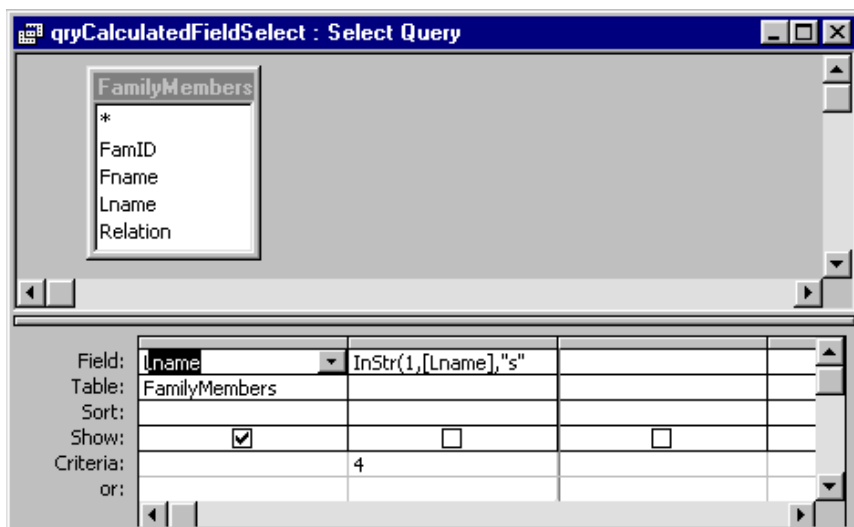 qryCalculatedFieldSelect : Select Query
FamilyMembers
*
FamID
Fname
Lname
Relation
Field: Lname InStr(1,[Lname],"s"
Table: FamilyMembers
Sort:
Show:
Criteria: 4
or: